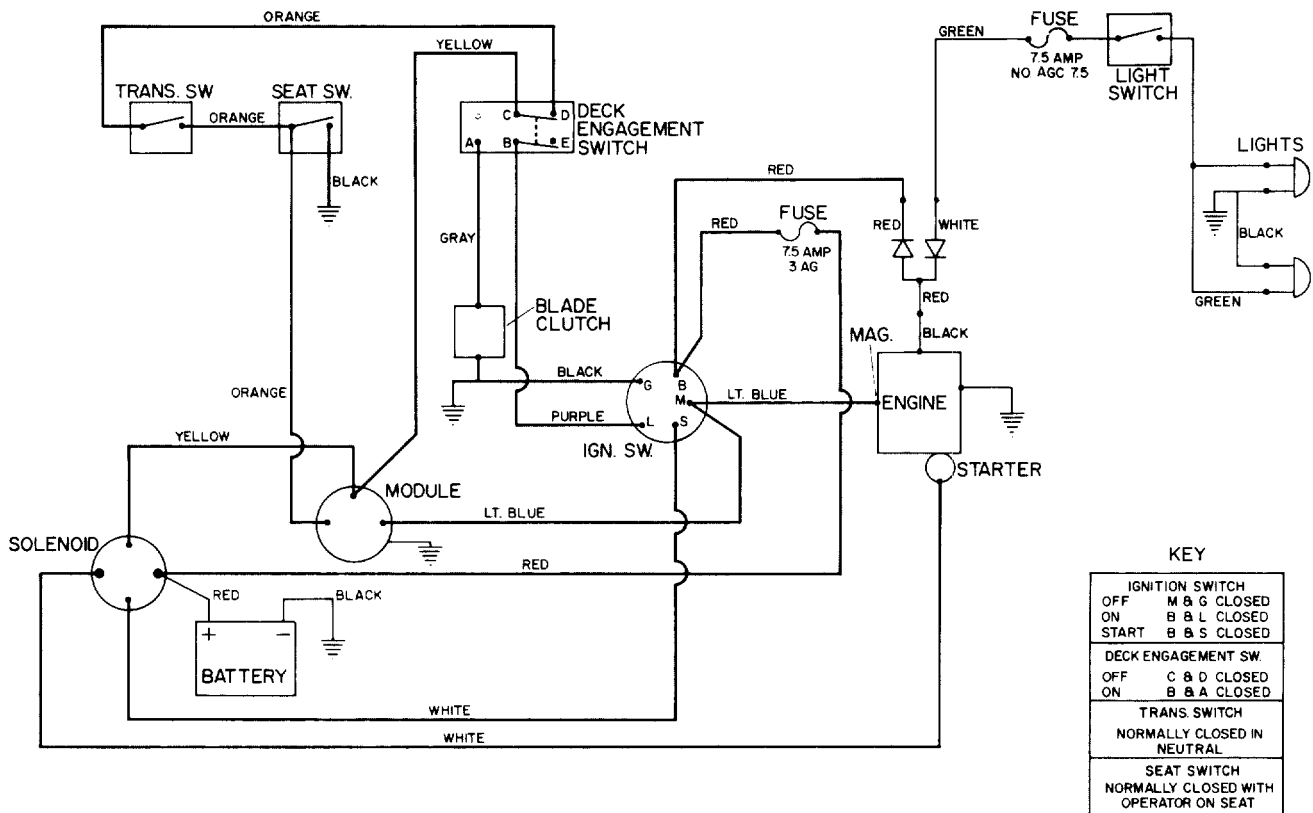 ORANGE
YELLOW
GREEN
FUSE
7.5 AMP
NO AGC 7.5
LIGHT
SWITCH
TRANS. SW
SEAT SW.
ORANGE
BLACK
C
D
A
B
E
DECK
ENGAGEMENT
SWITCH
LIGHTS
RED
RED
FUSE
7.5 AMP
3 AG
RED
WHITE
BLACK
GREEN
GRAY
RED
BLACK
BLADE
CLUTCH
MAG.
BLACK
G
B
M
L
S
LT. BLUE
ENGINE
ORANGE
PURPLE
IGN. SW.
YELLOW
STARTER
MODULE
LT. BLUE
SOLENOID
RED
RED
BLACK
+
−
BATTERY
WHITE
WHITE
KEY
IGNITION SWITCH
OFF M & G CLOSED
ON B & L CLOSED
START B & S CLOSED
DECK ENGAGEMENT SW.
OFF C & D CLOSED
ON B & A CLOSED
TRANS. SWITCH
NORMALLY CLOSED IN
NEUTRAL
SEAT SWITCH
NORMALLY CLOSED WITH
OPERATOR ON SEAT